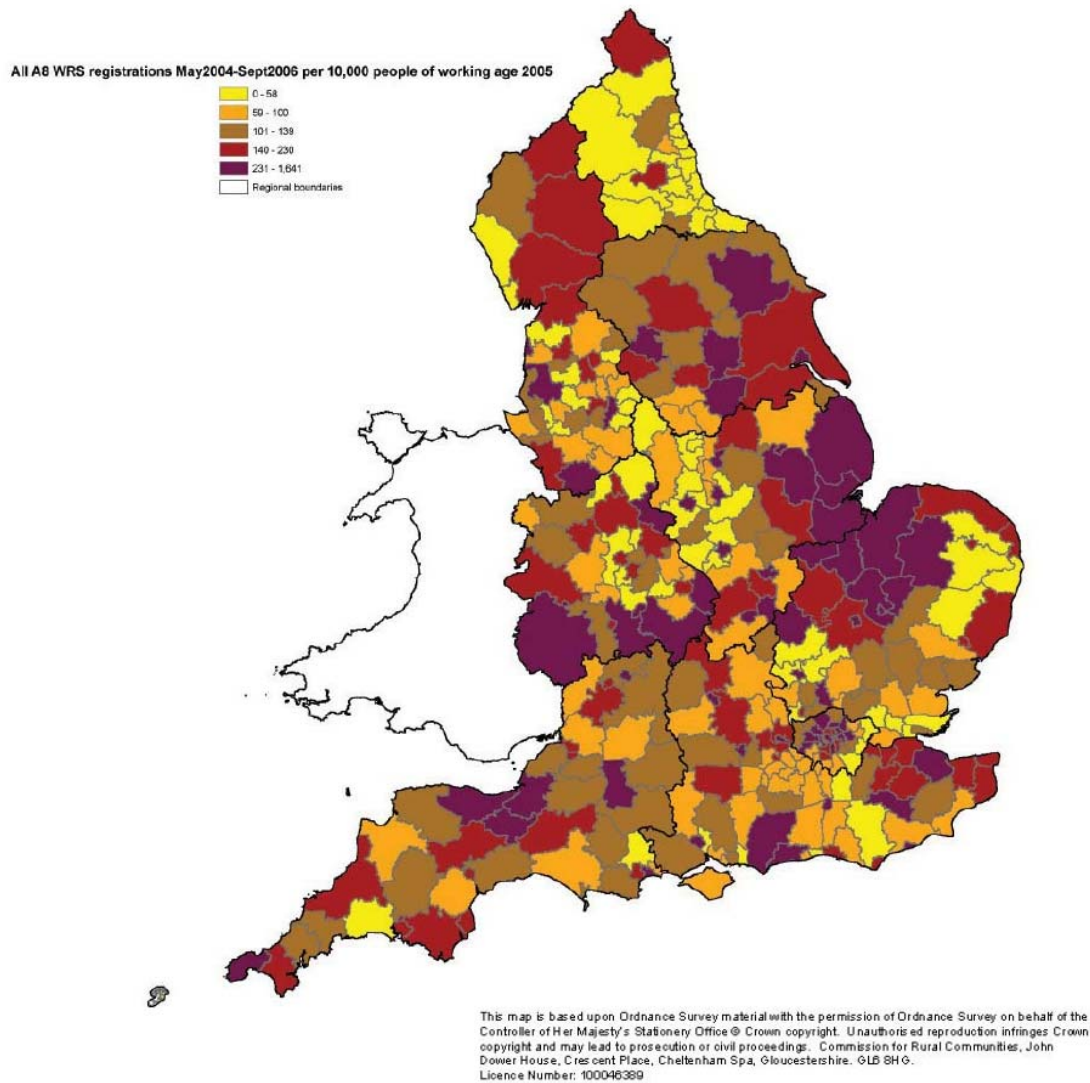 All A8 WRS registrations May2004-Sept2006 per 10,000 people of working age 2005
0 - 58
59 - 100
101 - 139
140 - 230
231 - 1,641
Regional boundaries
This map is based upon Ordnance Survey material with the permission of Ordnance Survey on behalf of the
Controller of Her Majesty's Stationery Office © Crown copyright. Unauthorised reproduction infringes Crown
copyright and may lead to prosecution or civil proceedings. Commission for Rural Communities, John
Dower House, Crescent Place, Cheltenham Spa, Gloucestershire. GL6 8HG.
Licence Number: 100046389